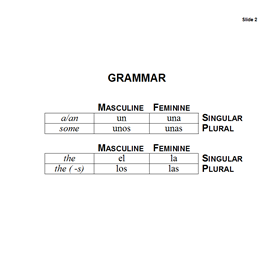 Slide 2
GRAMMAR
MASCULINE FEMININE
a/an un una SINGULAR
some unos unas PLURAL
MASCULINE FEMININE
the el la SINGULAR
the ( -s) los las PLURAL